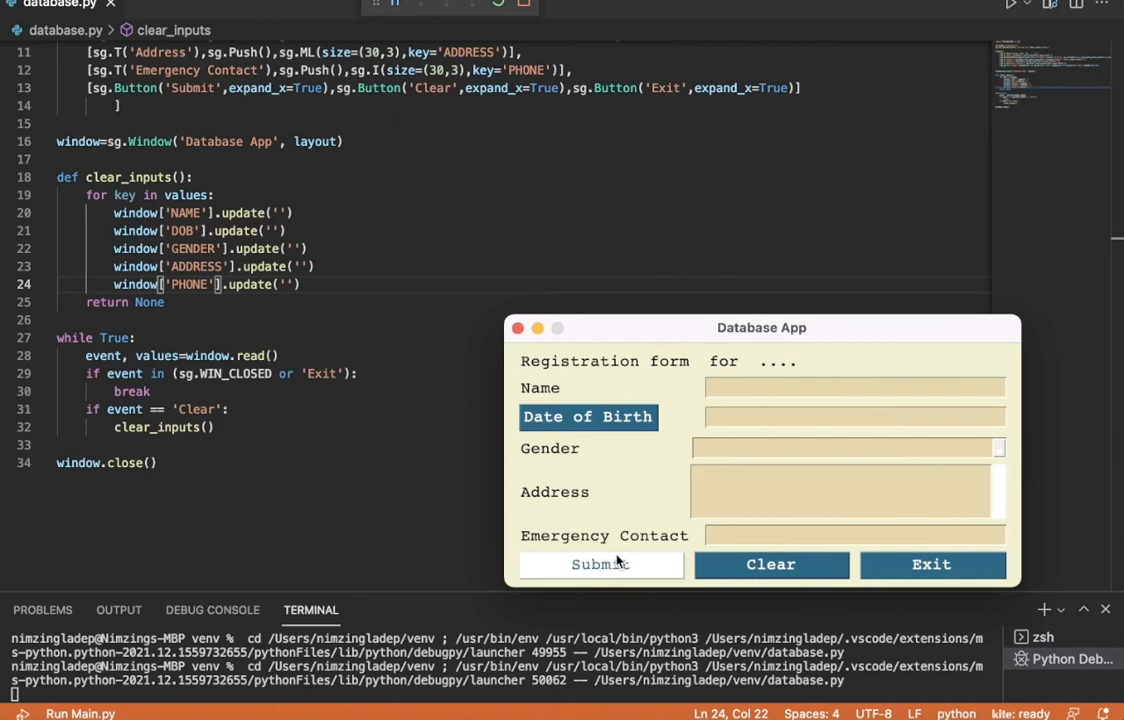 database.py ×
database.py > clear_inputs
11 [sg.T('Address'),sg.Push(),sg.ML(size=(30,3),key='ADDRESS')],
12 [sg.T('Emergency Contact'),sg.Push(),sg.I(size=(30,3),key='PHONE')],
13 [sg.Button('Submit',expand_x=True),sg.Button('Clear',expand_x=True),sg.Button('Exit',expand_x=True)]
14 ]
15
16 window=sg.Window('Database App', layout)
17
18 def clear_inputs():
19 for key in values:
20 window['NAME'].update('')
21 window['DOB'].update('')
22 window['GENDER'].update('')
23 window['ADDRESS'].update('')
24 window['PHONE'].update('')
25 return None
26
27 while True:
28 event, values=window.read()
29 if event in (sg.WIN_CLOSED or 'Exit'):
30 break
31 if event == 'Clear':
32 clear_inputs()
33
34 window.close()
Database App
Registration form for ....
Name
Date of Birth
Gender
Address
Emergency Contact
Submit Clear Exit
PROBLEMS OUTPUT DEBUG CONSOLE TERMINAL
nimzingladep@Nimzings-MBP venv % cd /Users/nimzingladep/venv ; /usr/bin/env /usr/local/bin/python3 /Users/nimzingladep/.vscode/extensions/m
s-python.python-2021.12.1559732655/pythonFiles/lib/python/debugpy/launcher 49955 -- /Users/nimzingladep/venv/database.py
nimzingladep@Nimzings-MBP venv % cd /Users/nimzingladep/venv ; /usr/bin/env /usr/local/bin/python3 /Users/nimzingladep/.vscode/extensions/m
s-python.python-2021.12.1559732655/pythonFiles/lib/python/debugpy/launcher 50062 -- /Users/nimzingladep/venv/database.py
zsh
Python Deb...
Run Main.py Ln 24, Col 22 Spaces: 4 UTF-8 LF python kite: ready